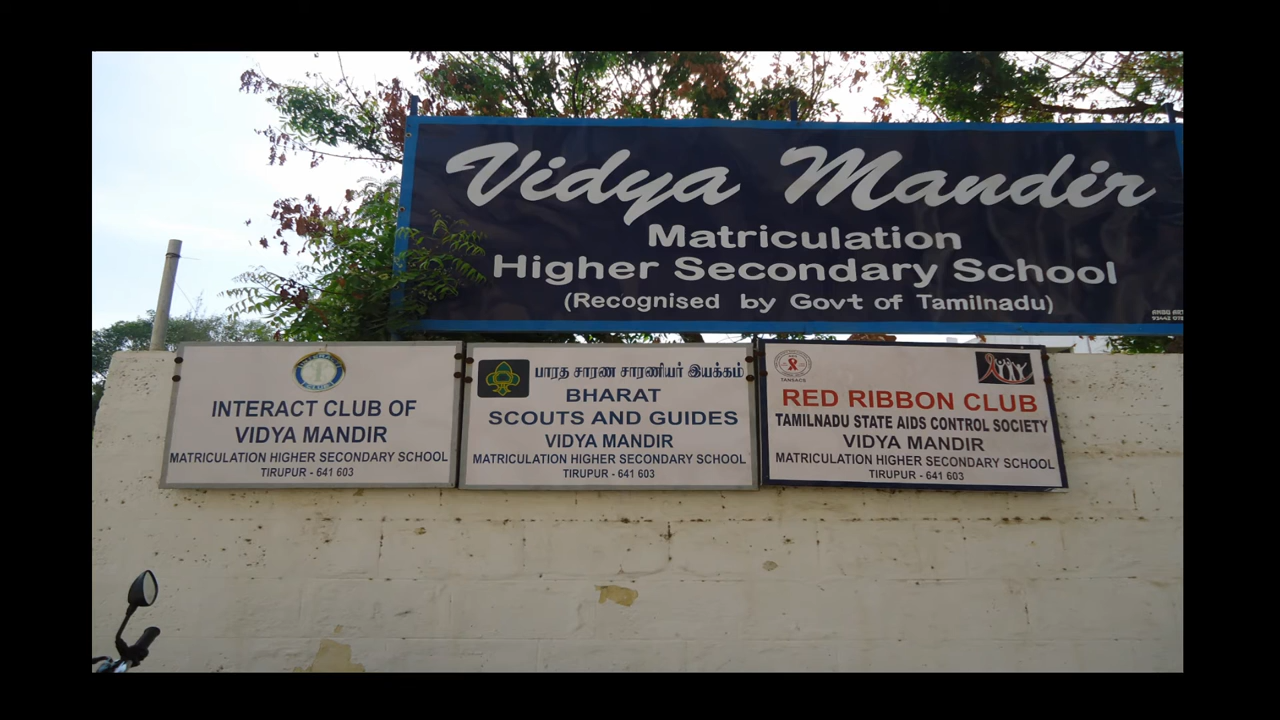 Vidya Mandir
Matriculation
Higher Secondary School
(Recognised by Govt of Tamilnadu)
INTERACT CLUB OF
VIDYA MANDIR
MATRICULATION HIGHER SECONDARY SCHOOL
TIRUPUR - 641 603
பாரத சாரண சாரணியர் இயக்கம்
BHARAT
SCOUTS AND GUIDES
VIDYA MANDIR
MATRICULATION HIGHER SECONDARY SCHOOL
TIRUPUR - 641 603
TANSACS
RED RIBBON CLUB
TAMILNADU STATE AIDS CONTROL SOCIETY
VIDYA MANDIR
MATRICULATION HIGHER SECONDARY SCHOOL
TIRUPUR - 641 603